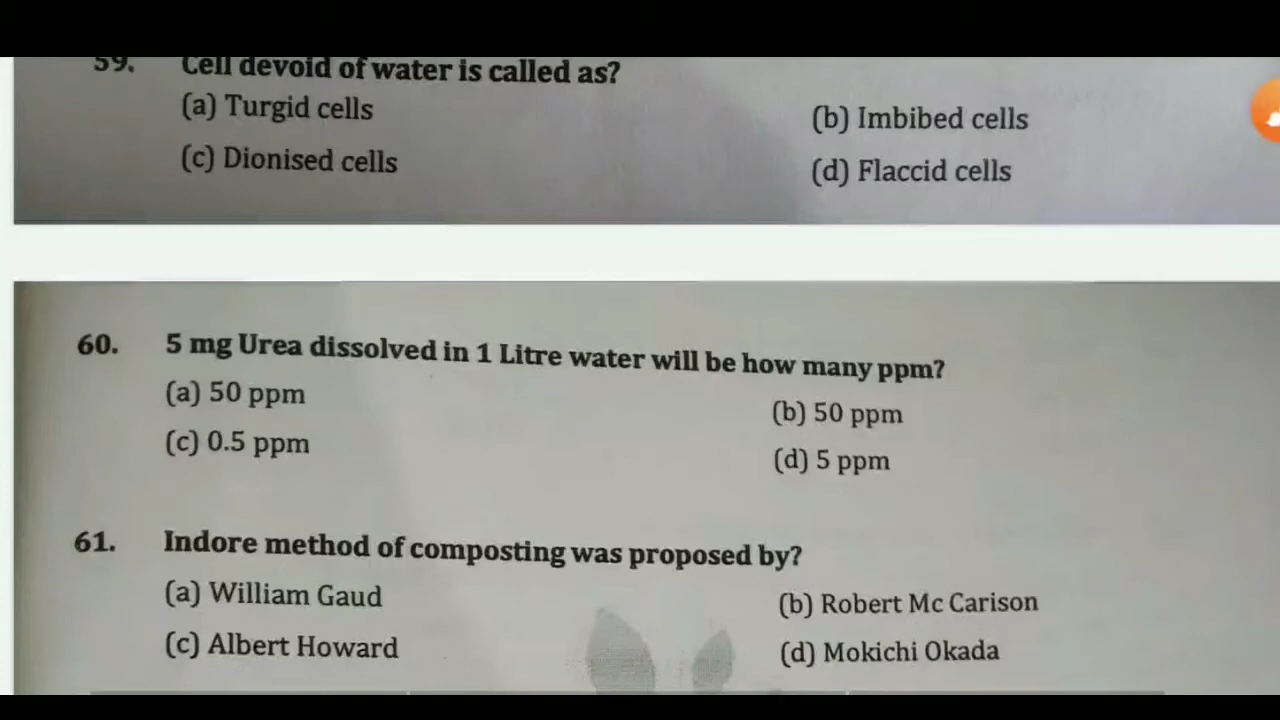 59. Cell devoid of water is called as?
(a) Turgid cells (b) Imbibed cells
(c) Dionised cells (d) Flaccid cells
60. 5 mg Urea dissolved in 1 Litre water will be how many ppm?
(a) 50 ppm (b) 50 ppm
(c) 0.5 ppm (d) 5 ppm
61. Indore method of composting was proposed by?
(a) William Gaud (b) Robert Mc Carison
(c) Albert Howard (d) Mokichi Okada